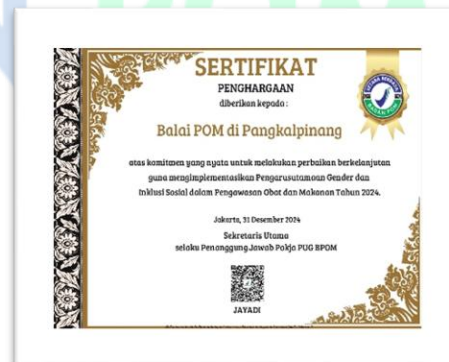 SERTIFIKAT
PENGHARGAAN
diberikan kepada :
Balai POM di Pangkalpinang
atas komitmen yang nyata untuk melakukan perbaikan berkelanjutan
guna mengimplementasikan Pengarusutamaan Gender dan
Inklusi Sosial dalam Pengawasan Obat dan Makanan Tahun 2024.
Jakarta, 31 Desember 2024
Sekretaris Utama
selaku Penanggung Jawab Pokja PUG BPOM
JAYADI